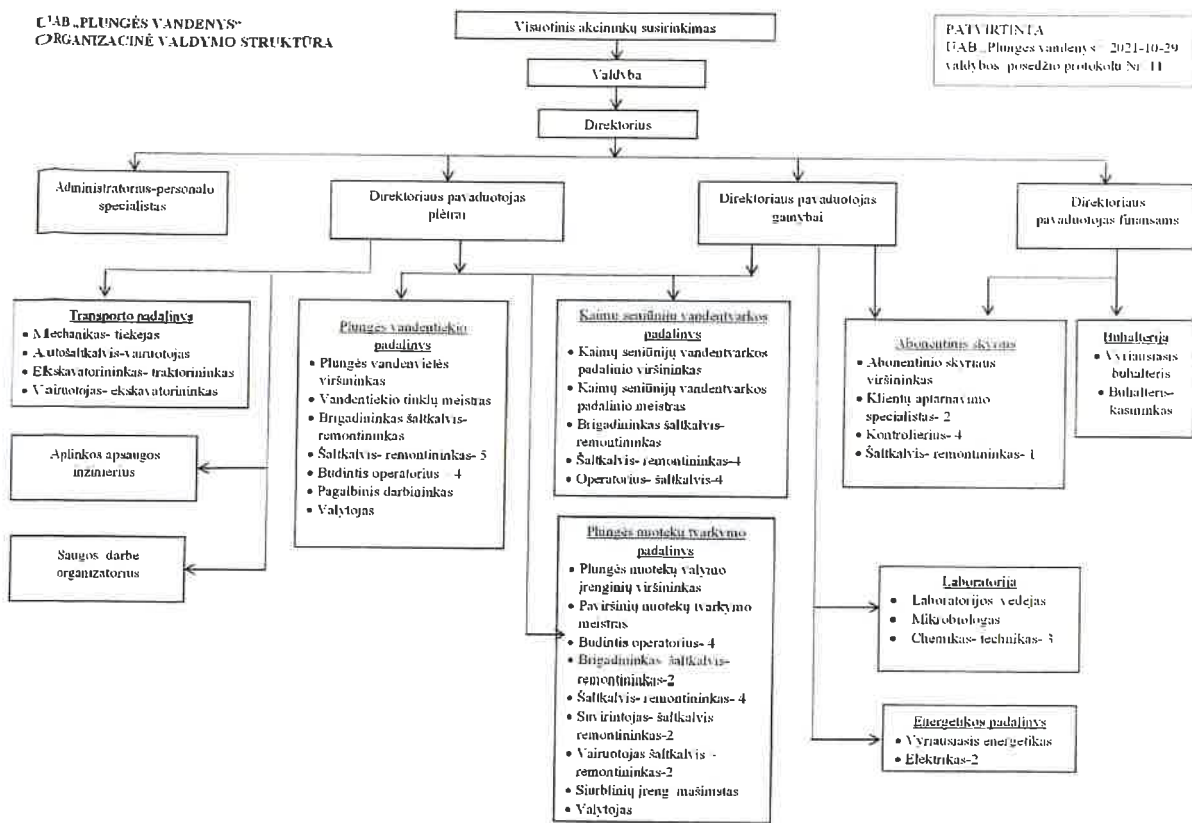 UAB „PLUNGĖS VANDENYS“
ORGANIZACINĖ VALDYMO STRUKTŪRA
PATVIRTINTA
UAB „Plungės vandenys“ 2021-10-29
valdybos posėdžio protokolu Nr. 11
Visuotinis akcininkų susirinkimas
Valdyba
Direktorius
Administratorius-personalo
specialistas
Direktoriaus pavaduotojas
plėtrai
Direktoriaus pavaduotojas
gamybai
Direktoriaus
pavaduotojas finansams
Transporto padalinys
• Mechanikas- tiekėjas
• Autošaltkalvis-vairuotojas
• Ekskavatorininkas- traktorininkas
• Vairuotojas- ekskavatorininkas
Aplinkos apsaugos
inžinierius
Saugos darbe
organizatorius
Plungės vandentiekio
padalinys
• Plungės vandenvietės
viršininkas
• Vandentiekio tinklų meistras
• Brigadininkas šaltkalvis-
remontininkas
• Šaltkalvis- remontininkas- 5
• Budintis operatorius - 4
• Pagalbinis darbininkas
• Valytojas
Kaimų seniūnijų vandentvarkos
padalinys
• Kaimų seniūnijų vandentvarkos
padalinio viršininkas
• Kaimų seniūnijų vandentvarkos
padalinio meistras
• Brigadininkas šaltkalvis-
remontininkas
• Šaltkalvis- remontininkas-4
• Operatorius- šaltkalvis-4
Plungės nuotekų tvarkymo
padalinys
• Plungės nuotekų valymo
įrenginių viršininkas
• Paviršinių nuotekų tvarkymo
meistras
• Budintis operatorius- 4
• Brigadininkas šaltkalvis-
remontininkas-2
• Šaltkalvis- remontininkas- 4
• Suvirintojas- šaltkalvis
remontininkas-2
• Vairuotojas šaltkalvis -
remontininkas-2
• Siurblinių įreng mašinistas
• Valytojas
Abonentinis skyrius
• Abonentinio skyriaus
viršininkas
• Klientų aptarnavimo
specialistas- 2
• Kontrolierius- 4
• Šaltkalvis- remontininkas- 1
Buhalterija
• Vyriausiasis
buhalteris
• Buhalteris-
kasininkas
Laboratorija
• Laboratorijos vedėjas
• Mikrobiologas
• Chemikas- technikas- 3
Energetikos padalinys
• Vyriausiasis energetikas
• Elektrikas-2